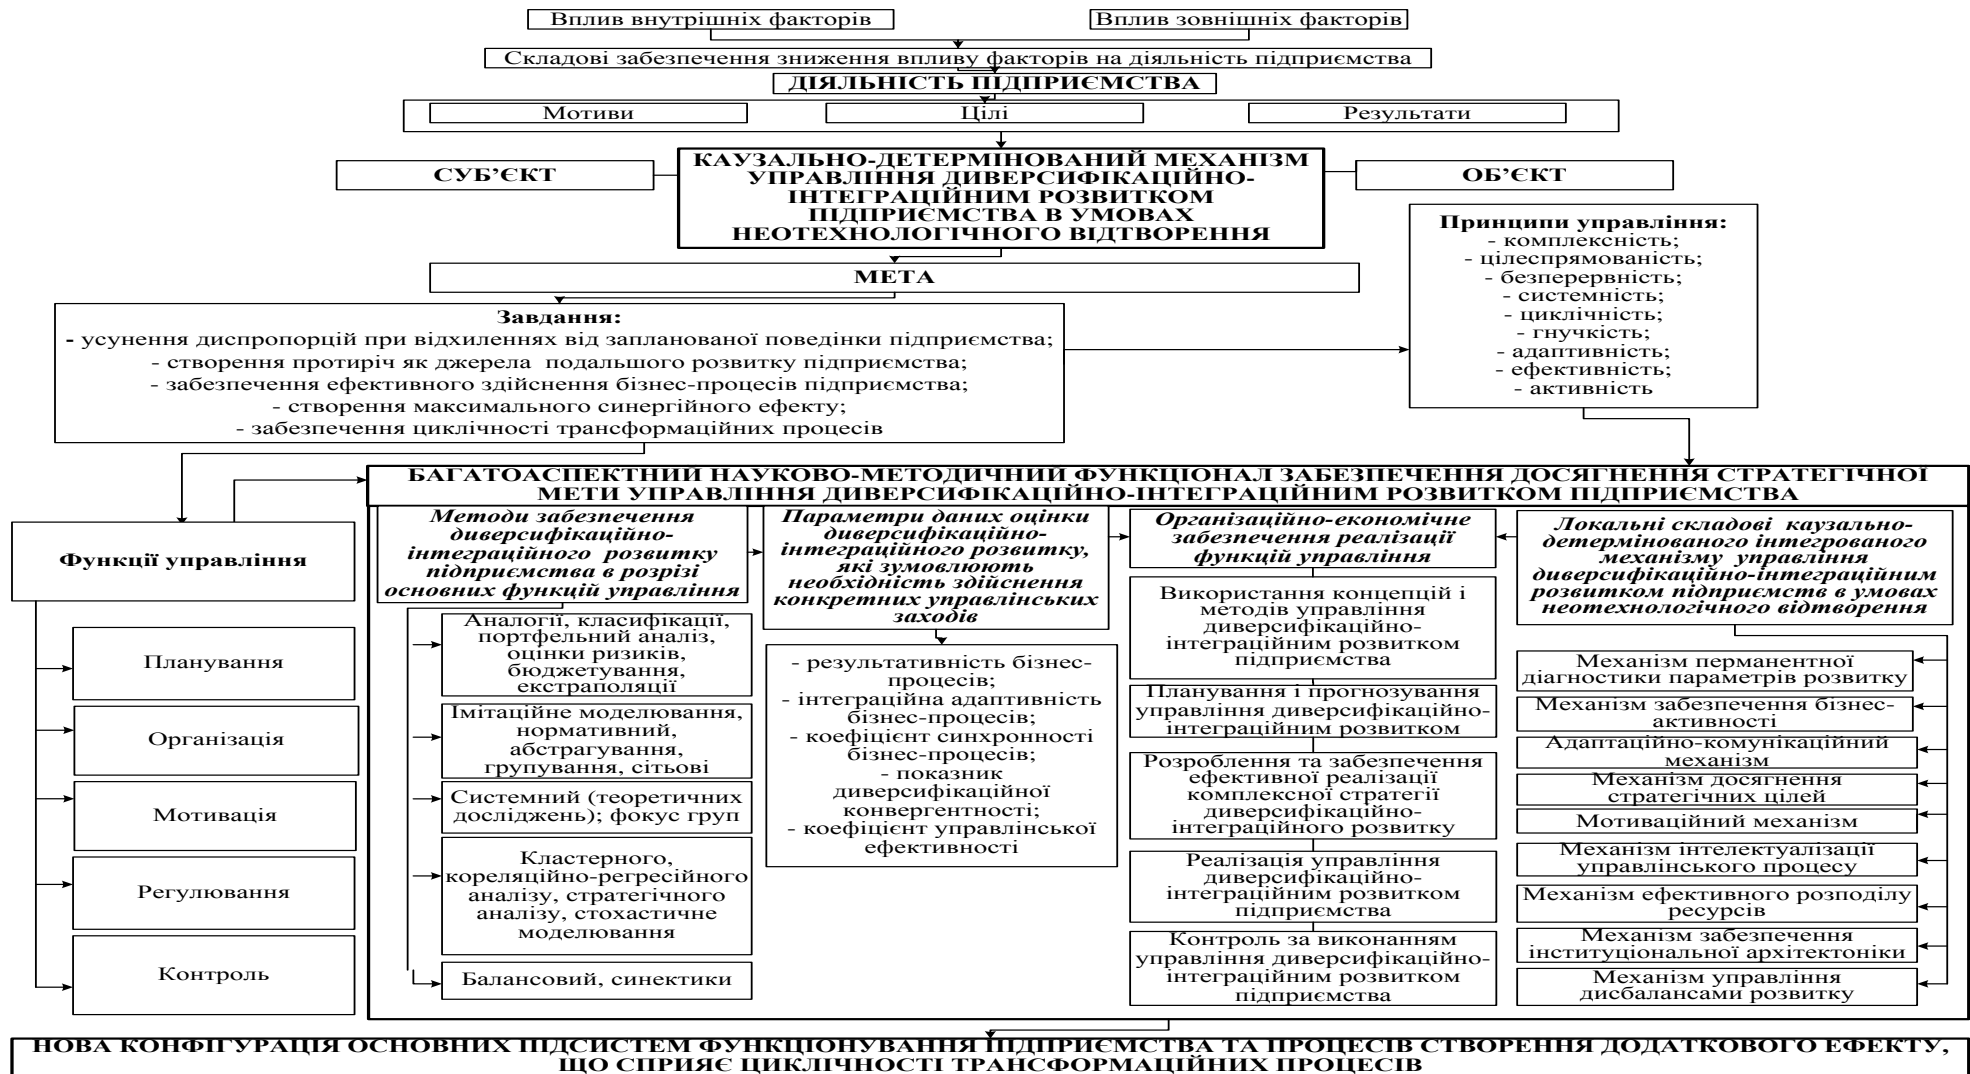 Вплив внутрішніх факторів
Вплив зовнішніх факторів
Складові забезпечення зниження впливу факторів на діяльність підприємства
ДІЯЛЬНІСТЬ ПІДПРИЄМСТВА
Мотиви
Цілі
Результати
СУБ’ЄКТ
КАУЗАЛЬНО-ДЕТЕРМІНОВАНИЙ МЕХАНІЗМ
УПРАВЛІННЯ ДИВЕРСИФІКАЦІЙНО-
ІНТЕГРАЦІЙНИМ РОЗВИТКОМ
ПІДПРИЄМСТВА В УМОВАХ
НЕОТЕХНОЛОГІЧНОГО ВІДТВОРЕННЯ
ОБ’ЄКТ
МЕТА
Завдання:
- усунення диспропорцій при відхиленнях від запланованої поведінки підприємства;
- створення протиріч як джерела подальшого розвитку підприємства;
- забезпечення ефективного здійснення бізнес-процесів підприємства;
- створення максимального синергійного ефекту;
- забезпечення циклічності трансформаційних процесів
Принципи управління:
- комплексність;
- цілеспрямованість;
- безперервність;
- системність;
- циклічність;
- гнучкість;
- адаптивність;
- ефективність;
- активність
БАГАТОАСПЕКТНИЙ НАУКОВО-МЕТОДИЧНИЙ ФУНКЦІОНАЛ ЗАБЕЗПЕЧЕННЯ ДОСЯГНЕННЯ СТРАТЕГІЧНОЇ
МЕТИ УПРАВЛІННЯ ДИВЕРСИФІКАЦІЙНО-ІНТЕГРАЦІЙНИМ РОЗВИТКОМ ПІДПРИЄМСТВА
Функції управління
Планування
Організація
Мотивація
Регулювання
Контроль
Методи забезпечення
диверсифікаційно-
інтеграційного розвитку
підприємства в розрізі
основних функцій управління
Аналогії, класифікації,
портфельний аналіз,
оцінки ризиків,
бюджетування,
екстраполяції
Імітаційне моделювання,
нормативний,
абстрагування,
групування, сітьові
Системний (теоретичних
досліджень); фокус груп
Кластерного,
кореляційно-регресійного
аналізу, стратегічного
аналізу, стохастичне
моделювання
Балансовий, синектики
Параметри даних оцінки
диверсифікаційно-
інтеграційного розвитку,
які зумовлюють
необхідність здійснення
конкретних управлінських
заходів
- результативність бізнес-
процесів;
- інтеграційна адаптивність
бізнес-процесів;
- коефіцієнт синхронності
бізнес-процесів;
- показник
диверсифікаційної
конвергентності;
- коефіцієнт управлінської
ефективності
Організаційно-економічне
забезпечення реалізації
функцій управління
Використання концепцій і
методів управління
диверсифікаційно-
інтеграційним розвитком
підприємства
Планування і прогнозування
управління диверсифікаційно-
інтеграційним розвитком
Розроблення та забезпечення
ефективної реалізації
комплексної стратегії
диверсифікаційно-
інтеграційного розвитку
Реалізація управління
диверсифікаційно-
інтеграційним розвитком
підприємства
Контроль за виконанням
управління диверсифікаційно-
інтеграційним розвитком
підприємства
Локальні складові каузально-
детермінованого інтегрованого
механізму управління
диверсифікаційно-інтеграційним
розвитком підприємств в умовах
неотехнологічного відтворення
Механізм перманентної
діагностики параметрів розвитку
Механізм забезпечення бізнес-
активності
Адаптаційно-комунікаційний
механізм
Механізм досягнення
стратегічних цілей
Мотиваційний механізм
Механізм інтелектуалізації
управлінського процесу
Механізм ефективного розподілу
ресурсів
Механізм забезпечення
інституціональної архітектоніки
Механізм управління
дисбалансами розвитку
НОВА КОНФІГУРАЦІЯ ОСНОВНИХ ПІДСИСТЕМ ФУНКЦІОНУВАННЯ ПІДПРИЄМСТВА ТА ПРОЦЕСІВ СТВОРЕННЯ ДОДАТКОВОГО ЕФЕКТУ,
ЩО СПРИЯЄ ЦИКЛІЧНОСТІ ТРАНСФОРМАЦІЙНИХ ПРОЦЕСІВ